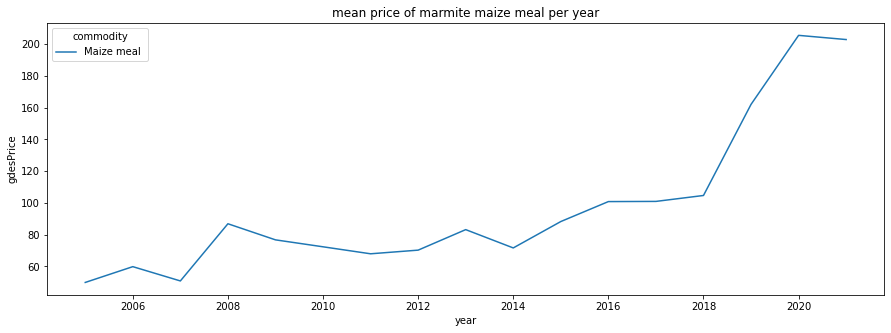 mean price of marmite maize meal per year
commodity
Maize meal
gdesPrice
200
180
160
140
120
100
80
60
2006 2008 2010 2012 2014 2016 2018 2020
year